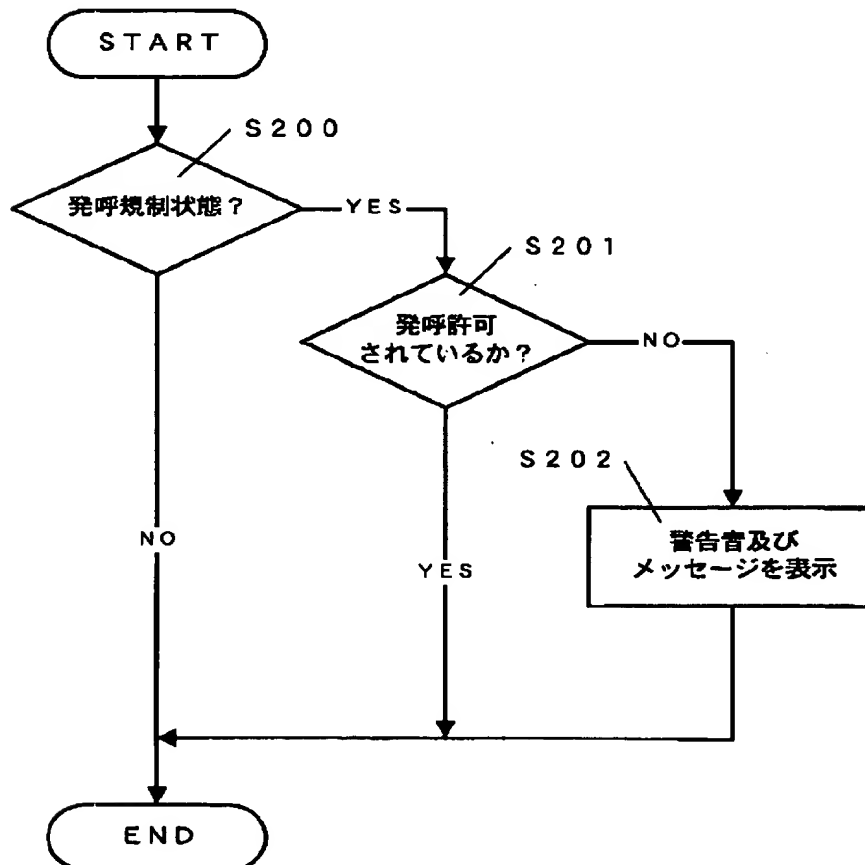 ＳＴＡＲＴ
Ｓ２００
発呼規制状態？
ＹＥＳ
Ｓ２０１
発呼許可
されているか？
ＮＯ
Ｓ２０２
警告音及び
メッセージを表示
ＮＯ
ＹＥＳ
ＥＮＤ